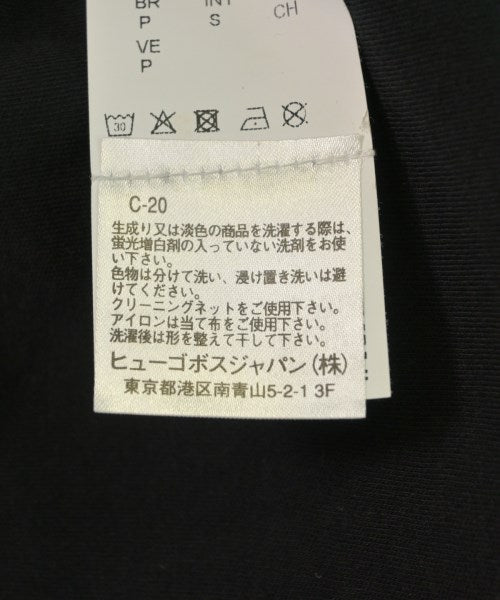 BR
P
INT
S
CH
VE
P
30
C-20
生成り又は淡色の商品を洗濯する際は、
蛍光増白剤の入っていない洗剤をお使
い下さい。
色物は分けて洗い、浸け置き洗いは避
けてください。
クリーニングネットをご使用下さい。
アイロンは当て布をご使用下さい。
洗濯後は形を整えて干して下さい。
ヒューゴボスジャパン(株)
東京都港区南青山5-2-1 3F